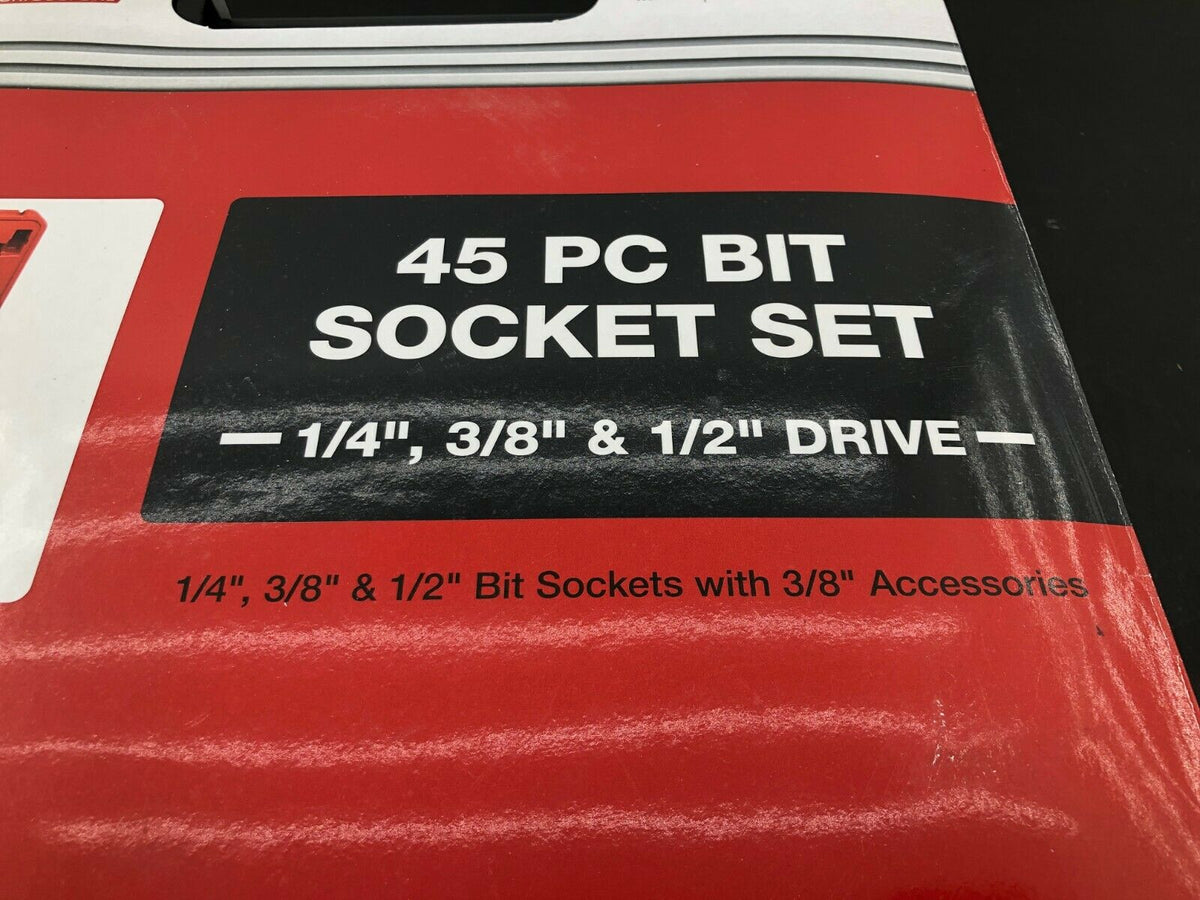 45 PC BIT
SOCKET SET
1/4", 3/8" & 1/2" DRIVE
1/4", 3/8" & 1/2" Bit Sockets with 3/8" Accessories